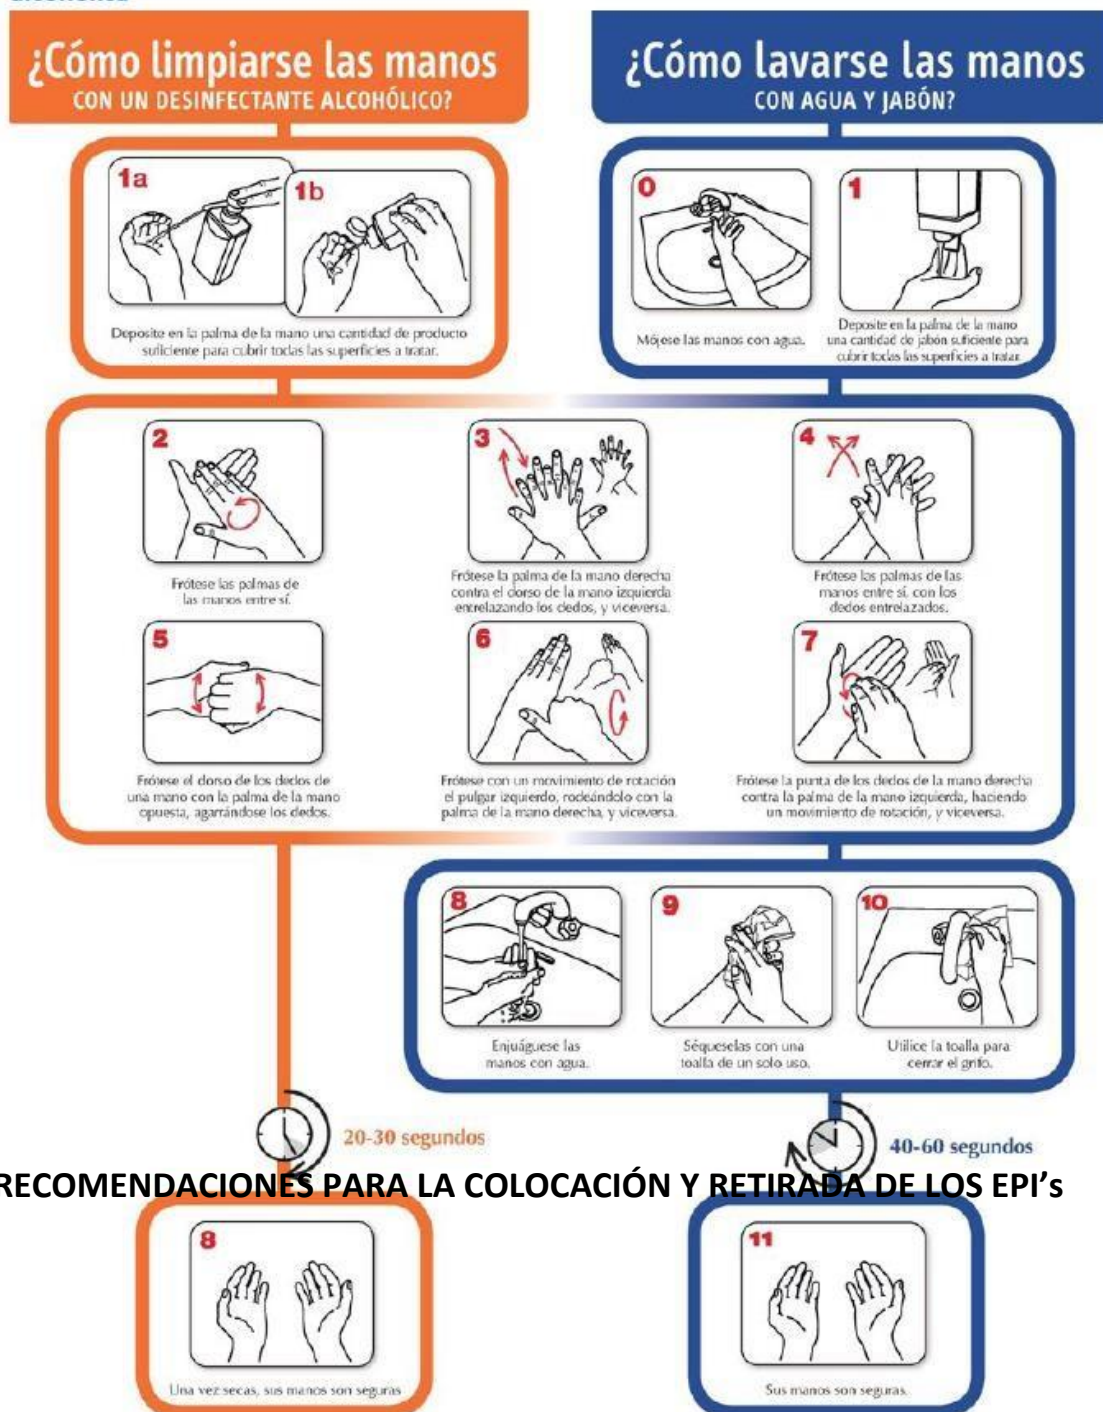 ¿Cómo limpiarse las manos
CON UN DESINFECTANTE ALCOHÓLICO?
¿Cómo lavarse las manos
CON AGUA Y JABÓN?
1a
1b
Deposite en la palma de la mano una cantidad de producto
suficiente para cubrir todas las superficies a tratar.
0
Mójese las manos con agua.
1
Deposite en la palma de la mano
una cantidad de jabón suficiente para
cubrir todas las superficies a tratar.
2
Frótese las palmas de
las manos entre sí.
3
Frótese la palma de la mano derecha
contra el dorso de la mano izquierda
entrelazando los dedos, y viceversa.
4
Frótese las palmas de las
manos entre sí, con los
dedos entrelazados.
5
Frótese el dorso de los dedos de
una mano con la palma de la mano
opuesta, agarrándose los dedos.
6
Frótese con un movimiento de rotación
el pulgar izquierdo, rodeándolo con la
palma de la mano derecha, y viceversa.
7
Frótese la punta de los dedos de la mano derecha
contra la palma de la mano izquierda, haciendo
un movimiento de rotación, y viceversa.
8
Enjuáguese las
manos con agua.
9
Séqueselas con una
toalla de un solo uso.
10
Utilice la toalla para
cerrar el grifo.
20-30 segundos
40-60 segundos
RECOMENDACIONES PARA LA COLOCACIÓN Y RETIRADA DE LOS EPI's
8
Una vez secas, sus manos son seguras
11
Sus manos son seguras.